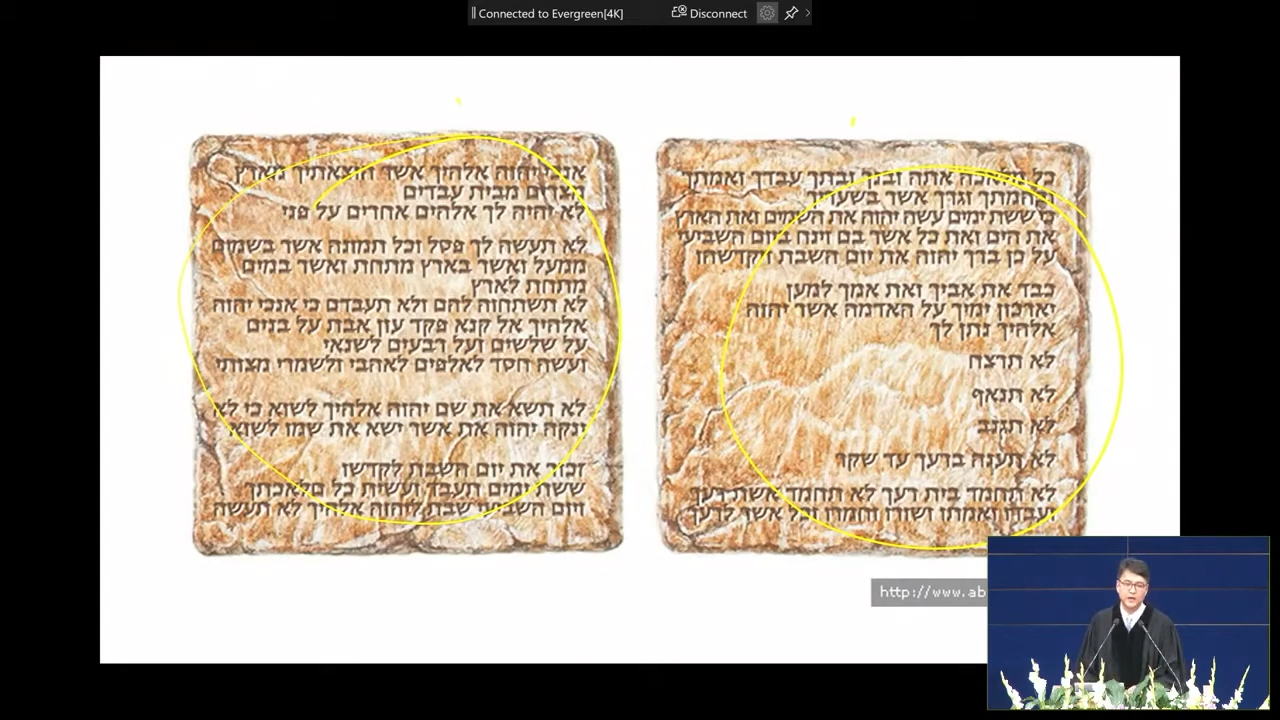 Connected to Evergreen[4K]
Disconnect
אנכי יהוה אלהיך אשר הוצאתיך מארץ
מצרים מבית עבדים
לא יהיה לך אלהים אחרים על פני
לא תעשה לך פסל וכל תמונה אשר בשמים
ממעל ואשר בארץ מתחת ואשר במים
מתחת לארץ
לא תשתחוה להם ולא תעבדם כי אנכי יהוה
אלהיך אל קנא פקד עון אבת על בנים
על שלשים ועל רבעים לשנאי
ועשה חסד לאלפים לאהבי ולשמרי מצותי
לא תשא את שם יהוה אלהיך לשוא כי לא
ינקה יהוה את אשר ישא את שמו לשוא
זכור את יום השבת לקדשו
ששת ימים תעבד ועשית כל מלאכתך
ויום השביעי שבת ליהוה אלהיך לא תעשה
כל מלאכה אתה ובנך ובתך עבדך ואמתך
ובהמתך וגרך אשר בשעריך
כי ששת ימים עשה יהוה את השמים ואת הארץ
את הים ואת כל אשר בם וינח ביום השביעי
על כן ברך יהוה את יום השבת ויקדשהו
כבד את אביך ואת אמך למען
יארכון ימיך על האדמה אשר יהוה
אלהיך נתן לך
לא תרצח
לא תנאף
לא תגנב
לא תענה ברעך עד שקר
לא תחמד בית רעך לא תחמד אשת רעך
ועבדו ואמתו ושורו וחמרו וכל אשר לרעך
http://www.ab